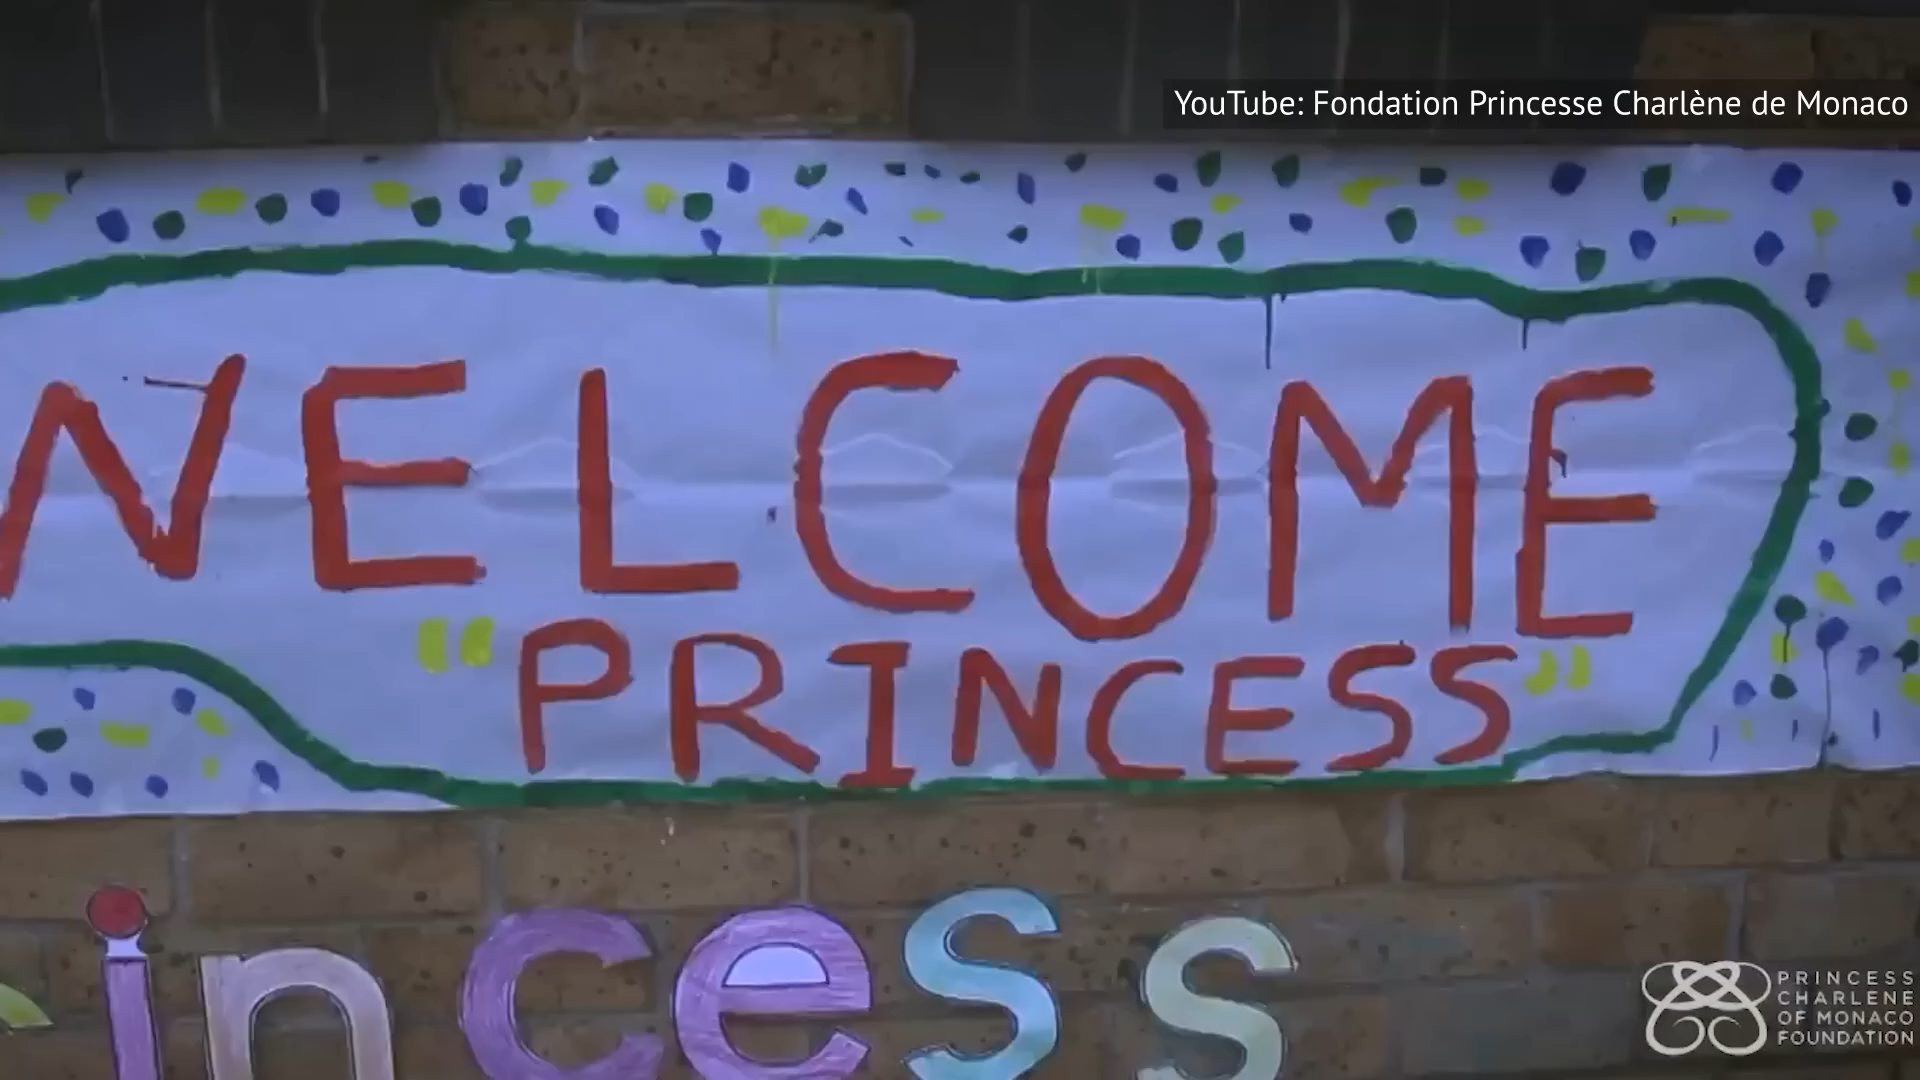 YouTube: Fondation Princesse Charlène de Monaco
WELCOME
"PRINCESS"
incess
PRINCESS
CHARLENE
OF MONACO
FOUNDATION